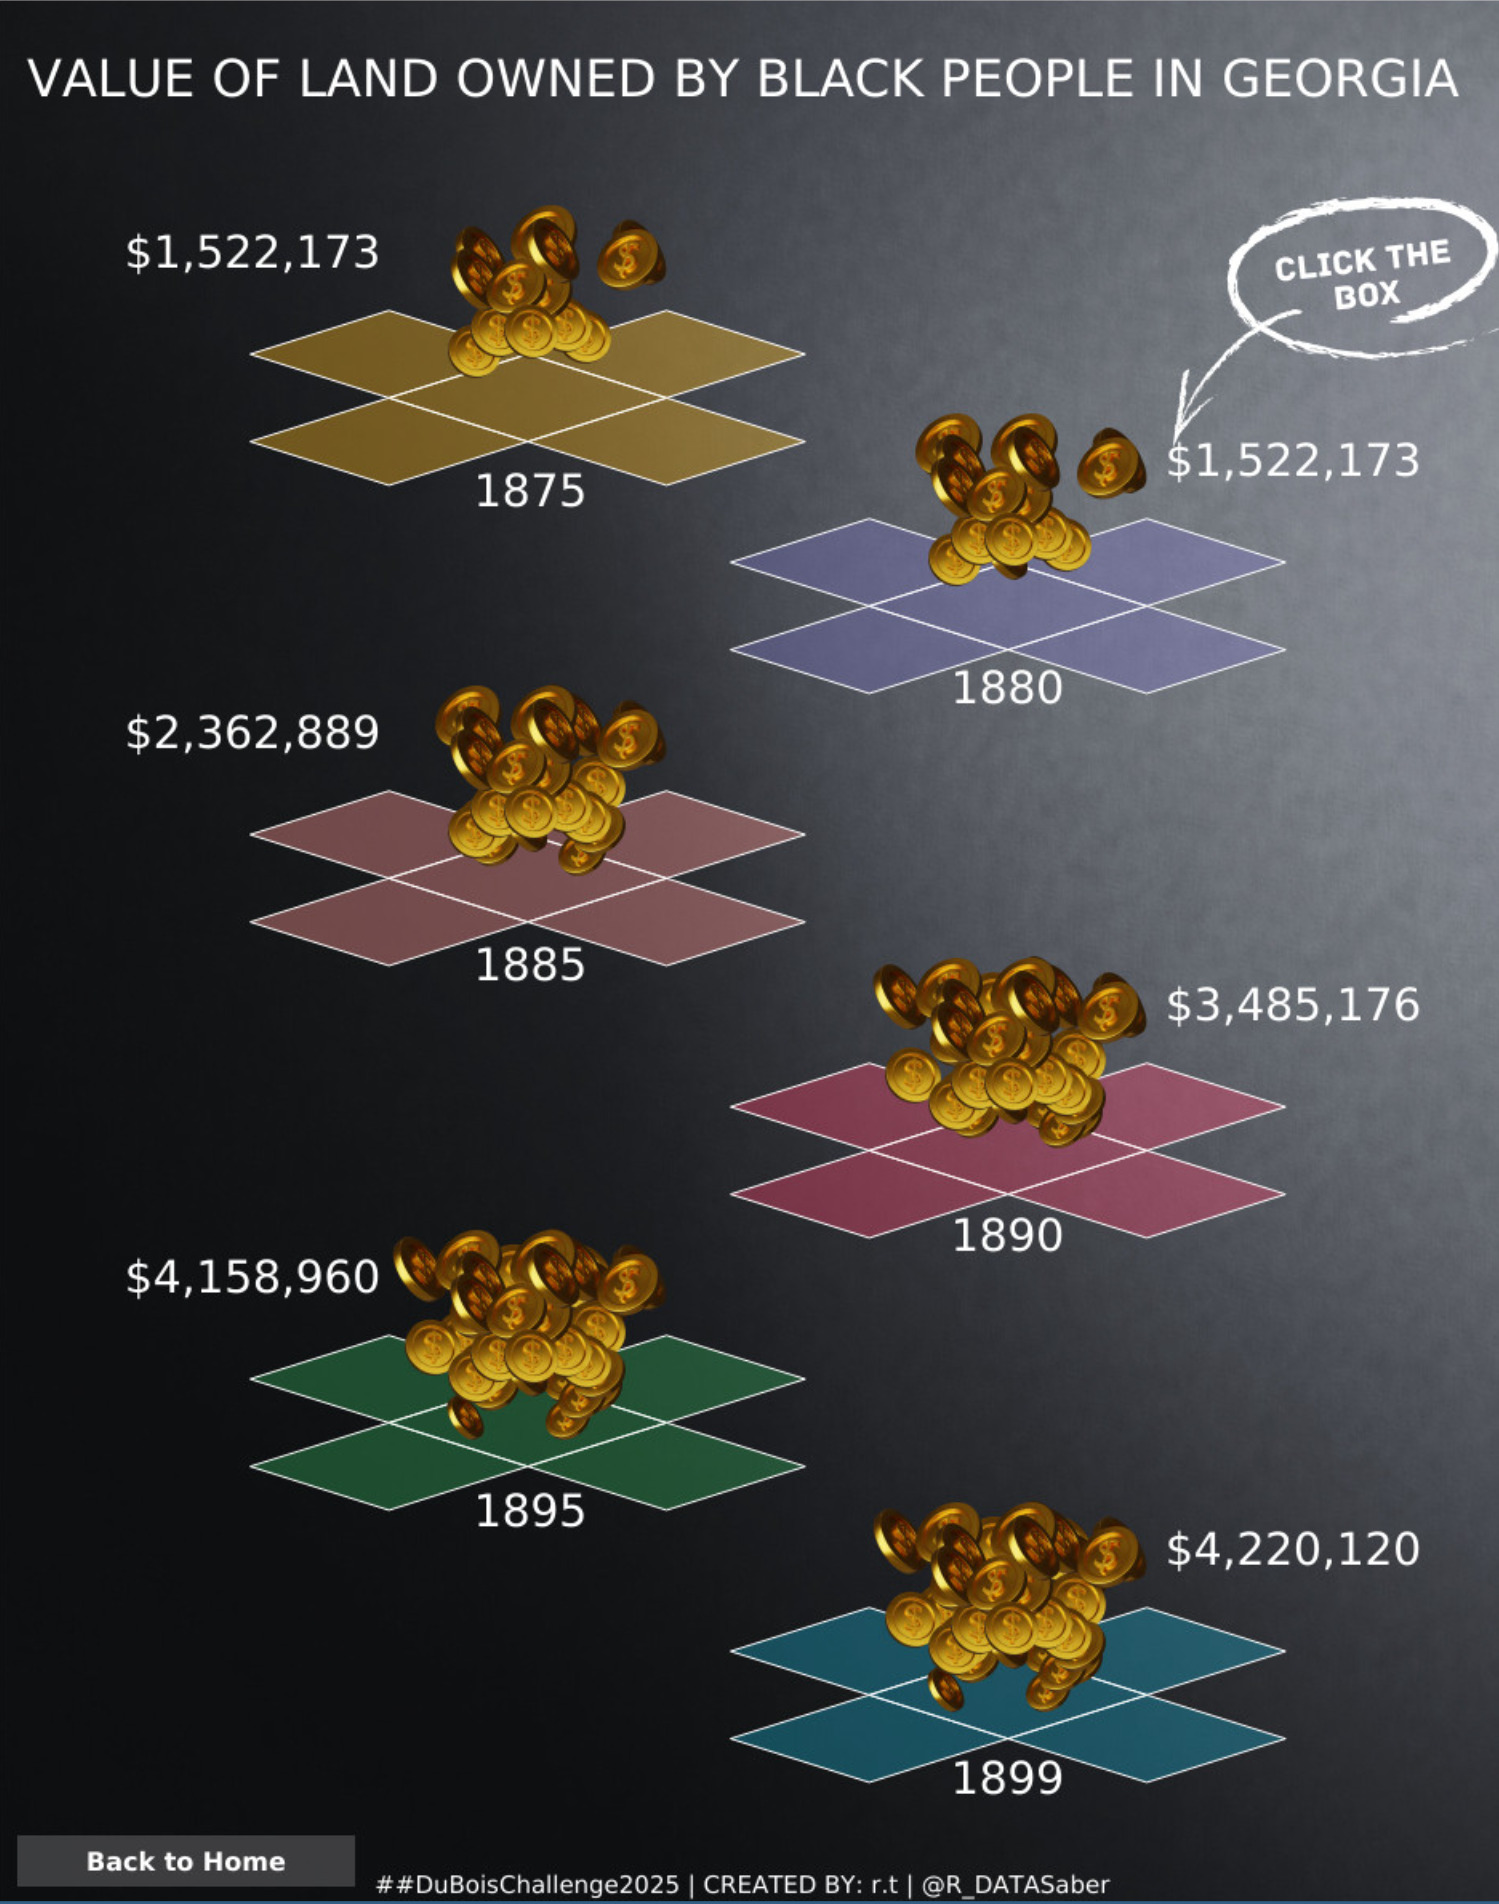 VALUE OF LAND OWNED BY BLACK PEOPLE IN GEORGIA
$1,522,173
CLICK THE
BOX
1875
$1,522,173
1880
$2,362,889
1885
$3,485,176
1890
$4,158,960
1895
$4,220,120
1899
Back to Home
##DuBoisChallenge2025 | CREATED BY: r.t | @R_DATASaber